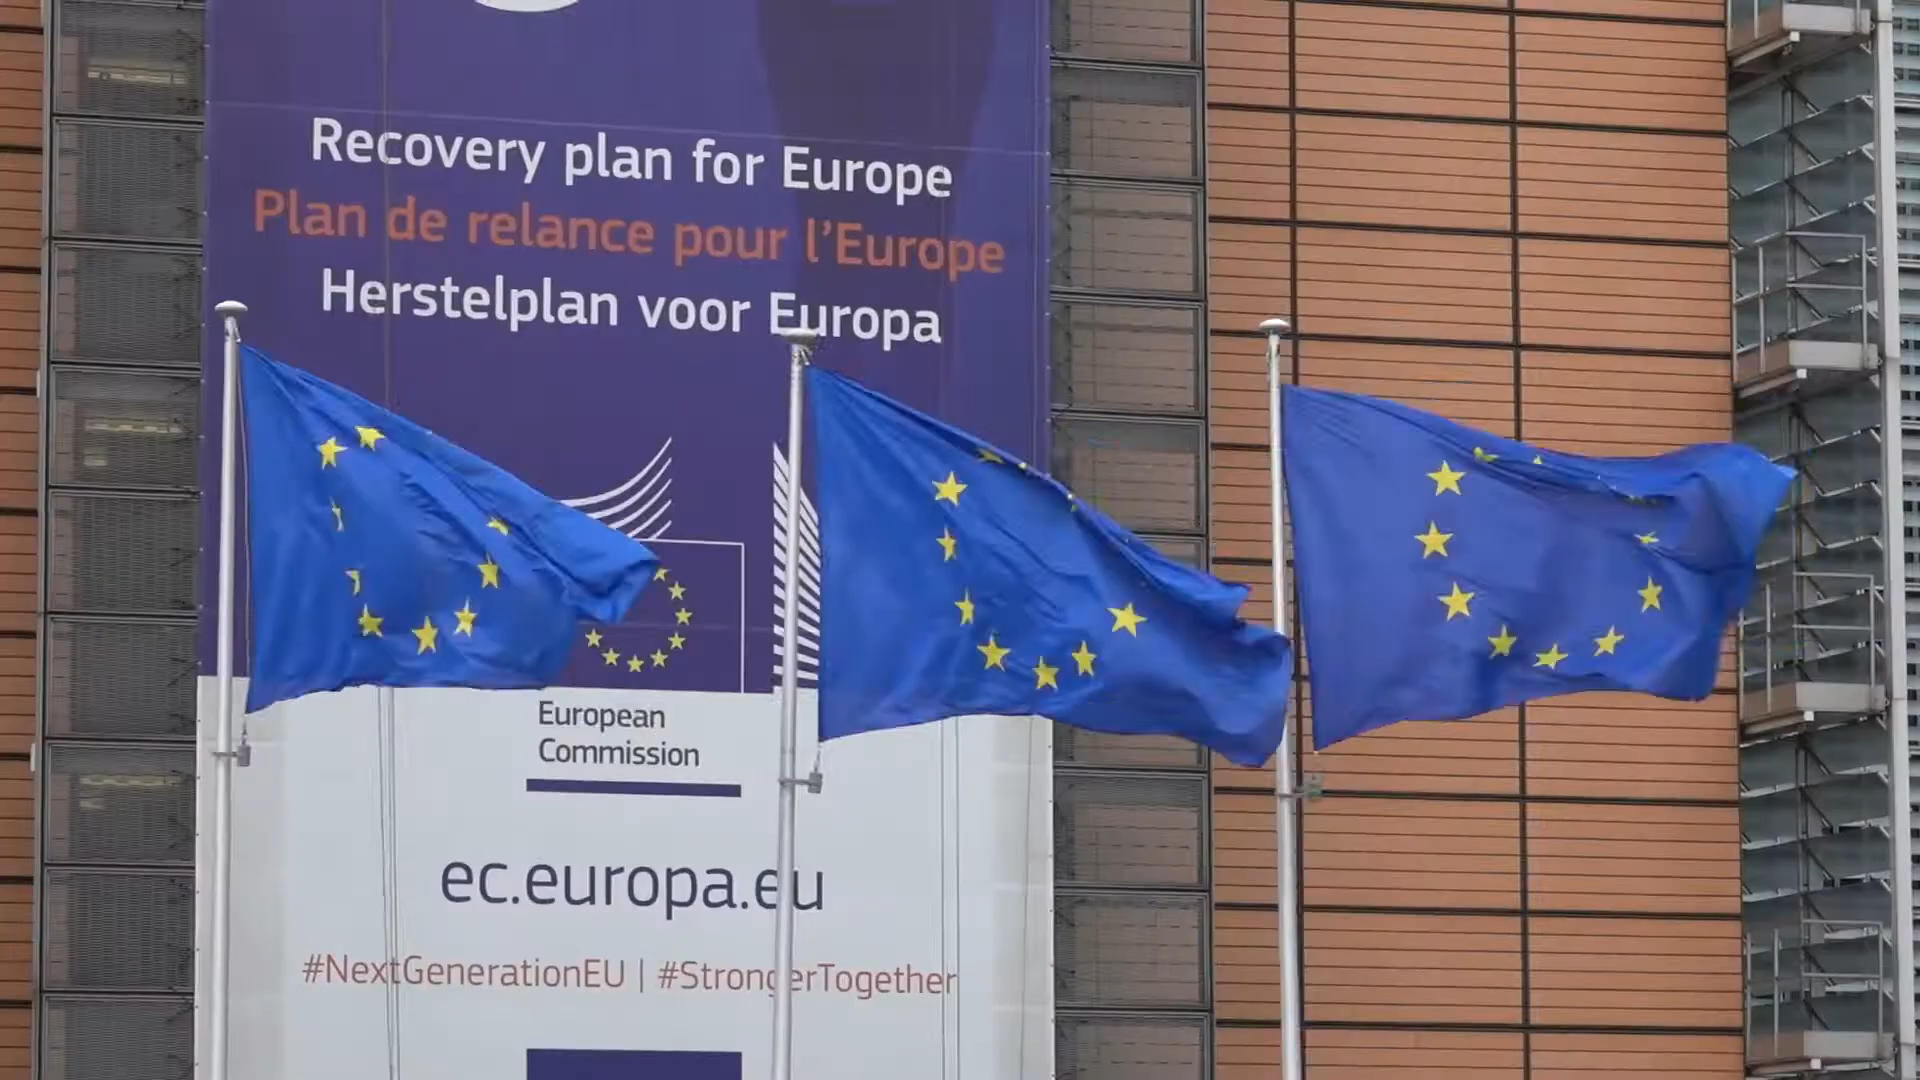 Recovery plan for Europe
Plan de relance pour l'Europe
Herstelplan voor Europa
European
Commission
ec.europa.eu
#NextGenerationEU | #StrongerTogether